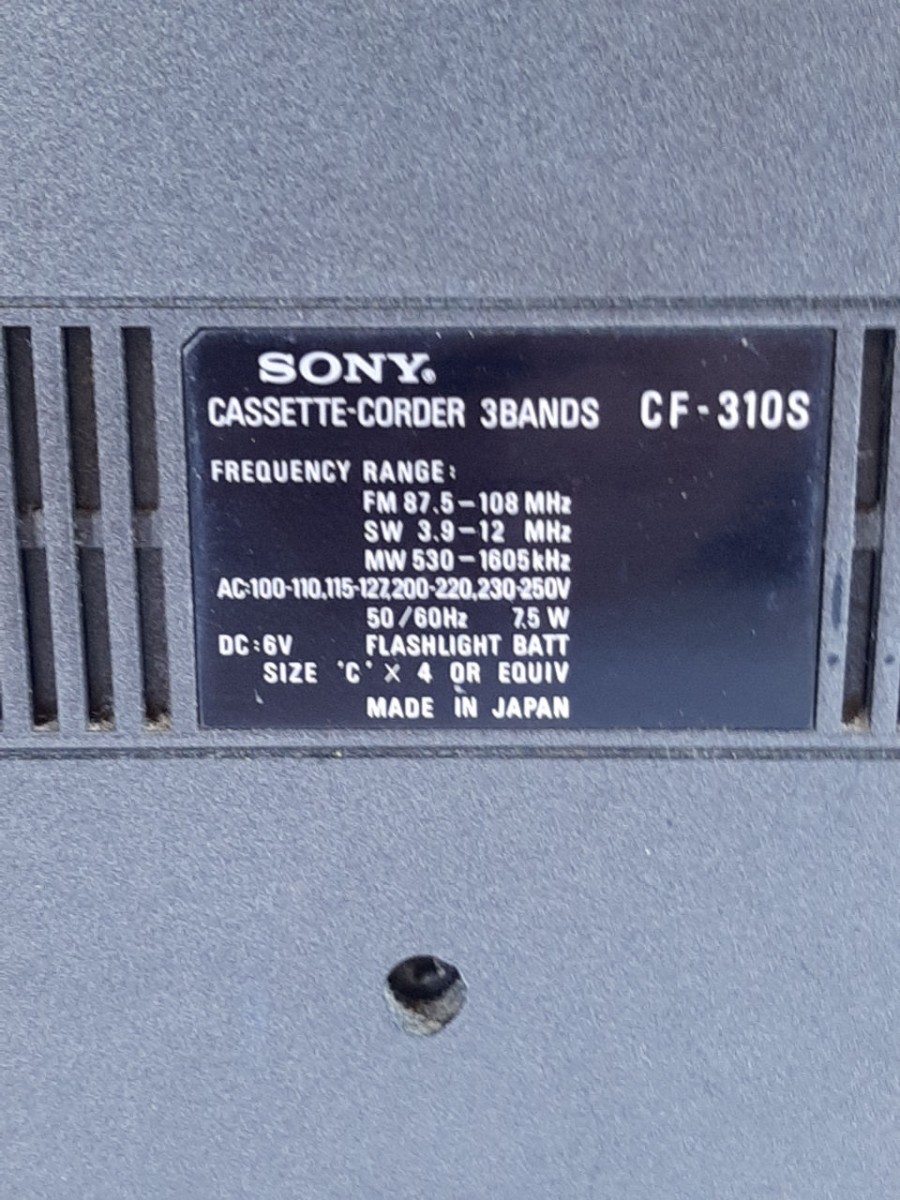 SONY.
CASSETTE-CORDER 3BANDS CF-310S
FREQUENCY RANGE:
FM 87.5-108 MHz
SW 3.9-12 MHz
MW 530-1605kHz
AC:100-110,115-127,200-220,230-250V
50/60Hz 7.5 W
DC:6V FLASHLIGHT BATT
SIZE "C" × 4 OR EQUIV
MADE IN JAPAN